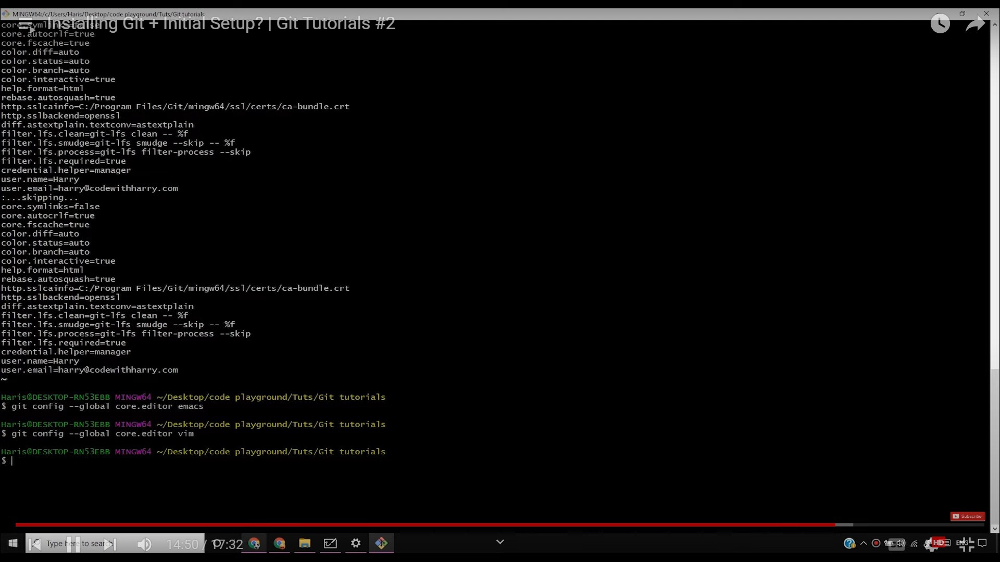 MINGW64:/c/Users/Haris/Desktop/code playground/Tuts/Git tutorials
Installing Git + Initial Setup? | Git Tutorials #2
core.symlinks=false
core.autocrlf=true
core.fscache=true
color.diff=auto
color.status=auto
color.branch=auto
color.interactive=true
help.format=html
rebase.autosquash=true
http.sslcainfo=C:/Program Files/Git/mingw64/ssl/certs/ca-bundle.crt
http.sslbackend=openssl
diff.astextplain.textconv=astextplain
filter.lfs.clean=git-lfs clean -- %f
filter.lfs.smudge=git-lfs smudge --skip -- %f
filter.lfs.process=git-lfs filter-process --skip
filter.lfs.required=true
credential.helper=manager
user.name=Harry
user.email=harry@codewithharry.com
:...skipping...
core.symlinks=false
core.autocrlf=true
core.fscache=true
color.diff=auto
color.status=auto
color.branch=auto
color.interactive=true
help.format=html
rebase.autosquash=true
http.sslcainfo=C:/Program Files/Git/mingw64/ssl/certs/ca-bundle.crt
http.sslbackend=openssl
diff.astextplain.textconv=astextplain
filter.lfs.clean=git-lfs clean -- %f
filter.lfs.smudge=git-lfs smudge --skip -- %f
filter.lfs.process=git-lfs filter-process --skip
filter.lfs.required=true
credential.helper=manager
user.name=Harry
user.email=harry@codewithharry.com
~
Haris@DESKTOP-RN53EBB MINGW64 ~/Desktop/code playground/Tuts/Git tutorials
$ git config --global core.editor emacs
Haris@DESKTOP-RN53EBB MINGW64 ~/Desktop/code playground/Tuts/Git tutorials
$ git config --global core.editor vim
Haris@DESKTOP-RN53EBB MINGW64 ~/Desktop/code playground/Tuts/Git tutorials
$
Subscribe
Type here to search
14:50 / 17:32
HD
ENG